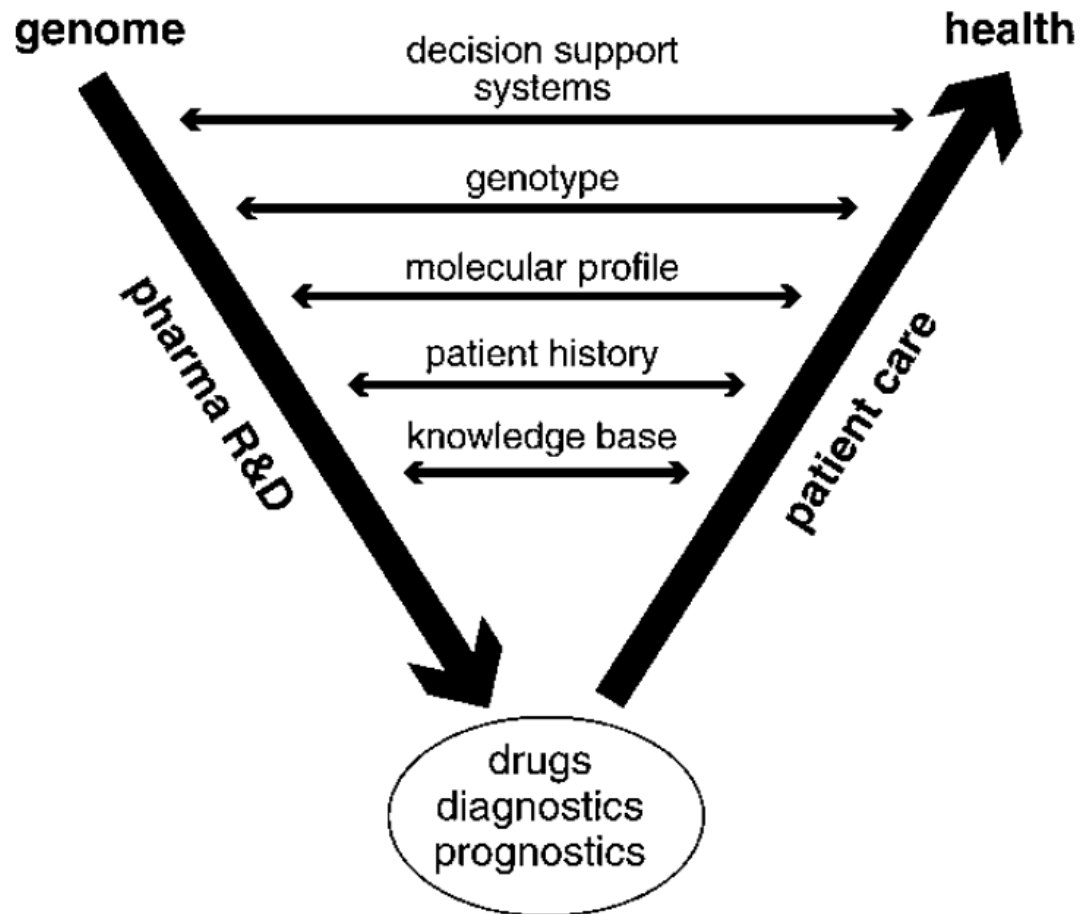 genome
health
decision support
systems
genotype
molecular profile
patient history
knowledge base
pharma R&D
patient care
drugs
diagnostics
prognostics